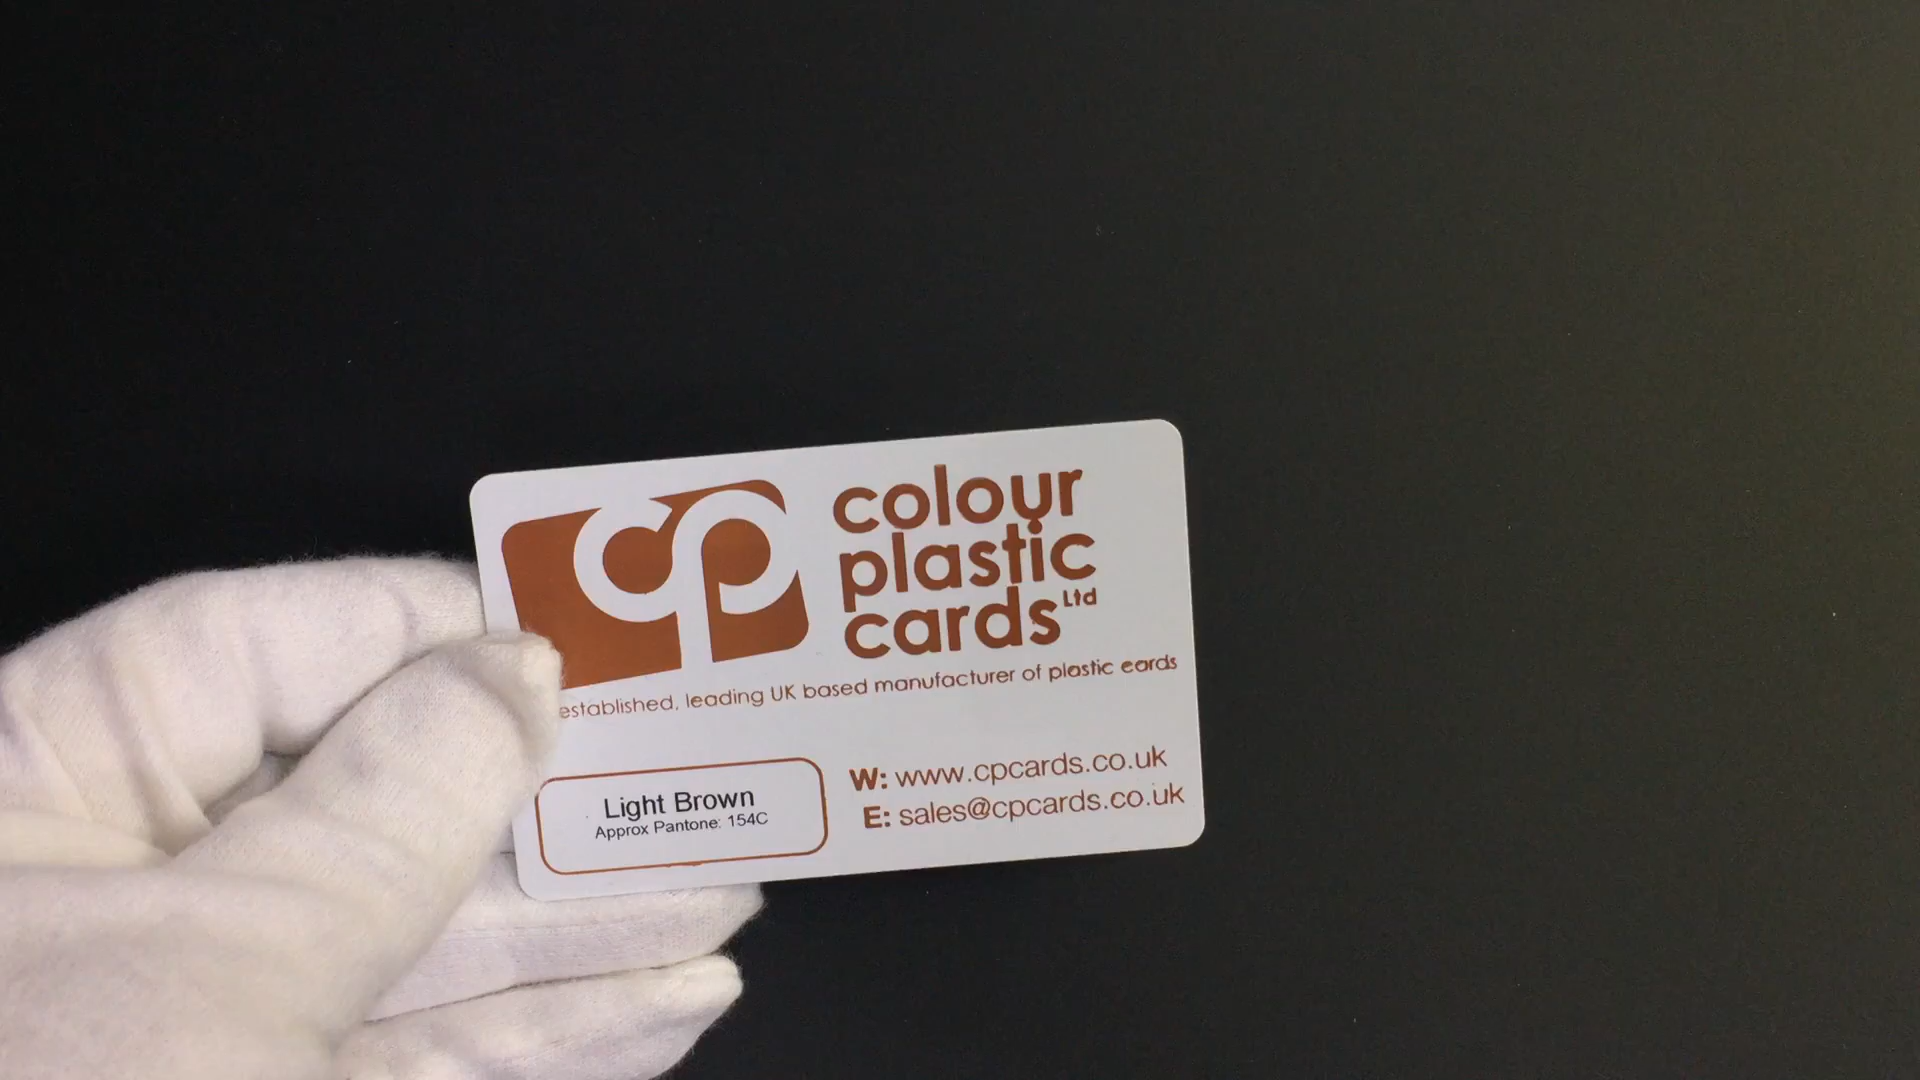 cp
colour
plastic
cards Ltd
established, leading UK based manufacturer of plastic cards
Light Brown
Approx Pantone: 154C
W: www.cpcards.co.uk
E: sales@cpcards.co.uk